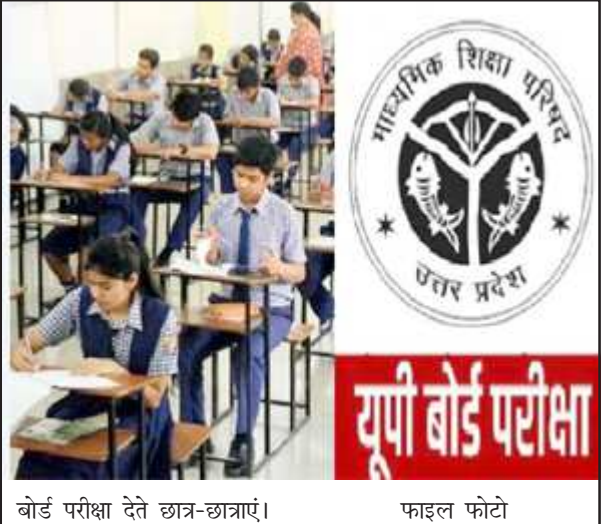 माध्यमिक शिक्षा परिषद
उत्तर प्रदेश
यूपी बोर्ड परीक्षा
बोर्ड परीक्षा देते छात्र-छात्राएं। फाइल फोटो